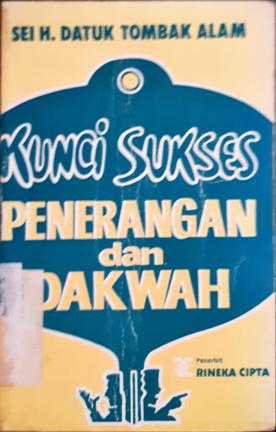 SEI H. DATUK TOMBAK ALAM
KUNCI SUKSES
PENERANGAN
dan
DAKWAH
Penerbit
RINEKA CIPTA